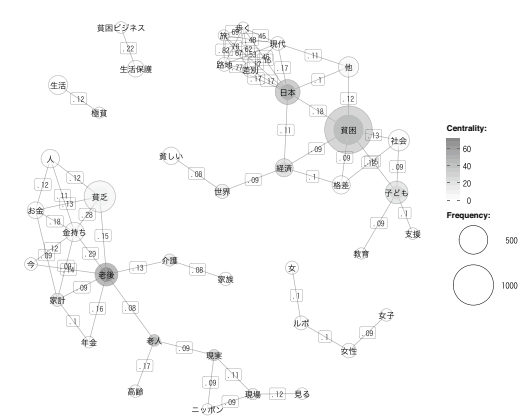 貧困ビジネス
.22
生活保護
生活
.12
極貧
歩く
旅
現代
路地
差別
.17
.11
他
.1
日本
.12
.18
貧困
.13
社会
.11
.09
.09
経済
.1
格差
.09
子ども
.09
.1
支援
教育
貧しい
.08
世界
.09
人
.12
.11
.13
貧乏
お金
.18
.28
金持ち
.15
.12
.09
.29
今
老後
.13
介護
.08
家族
家計
.09
.16
.08
.1
年金
老人
.09
現実
.17
高齢
.09
.11
現場
.12
見る
.09
ニッポン
女
.1
ルポ
.1
女性
.09
女子
Centrality:
60
40
20
0
Frequency:
500
1000